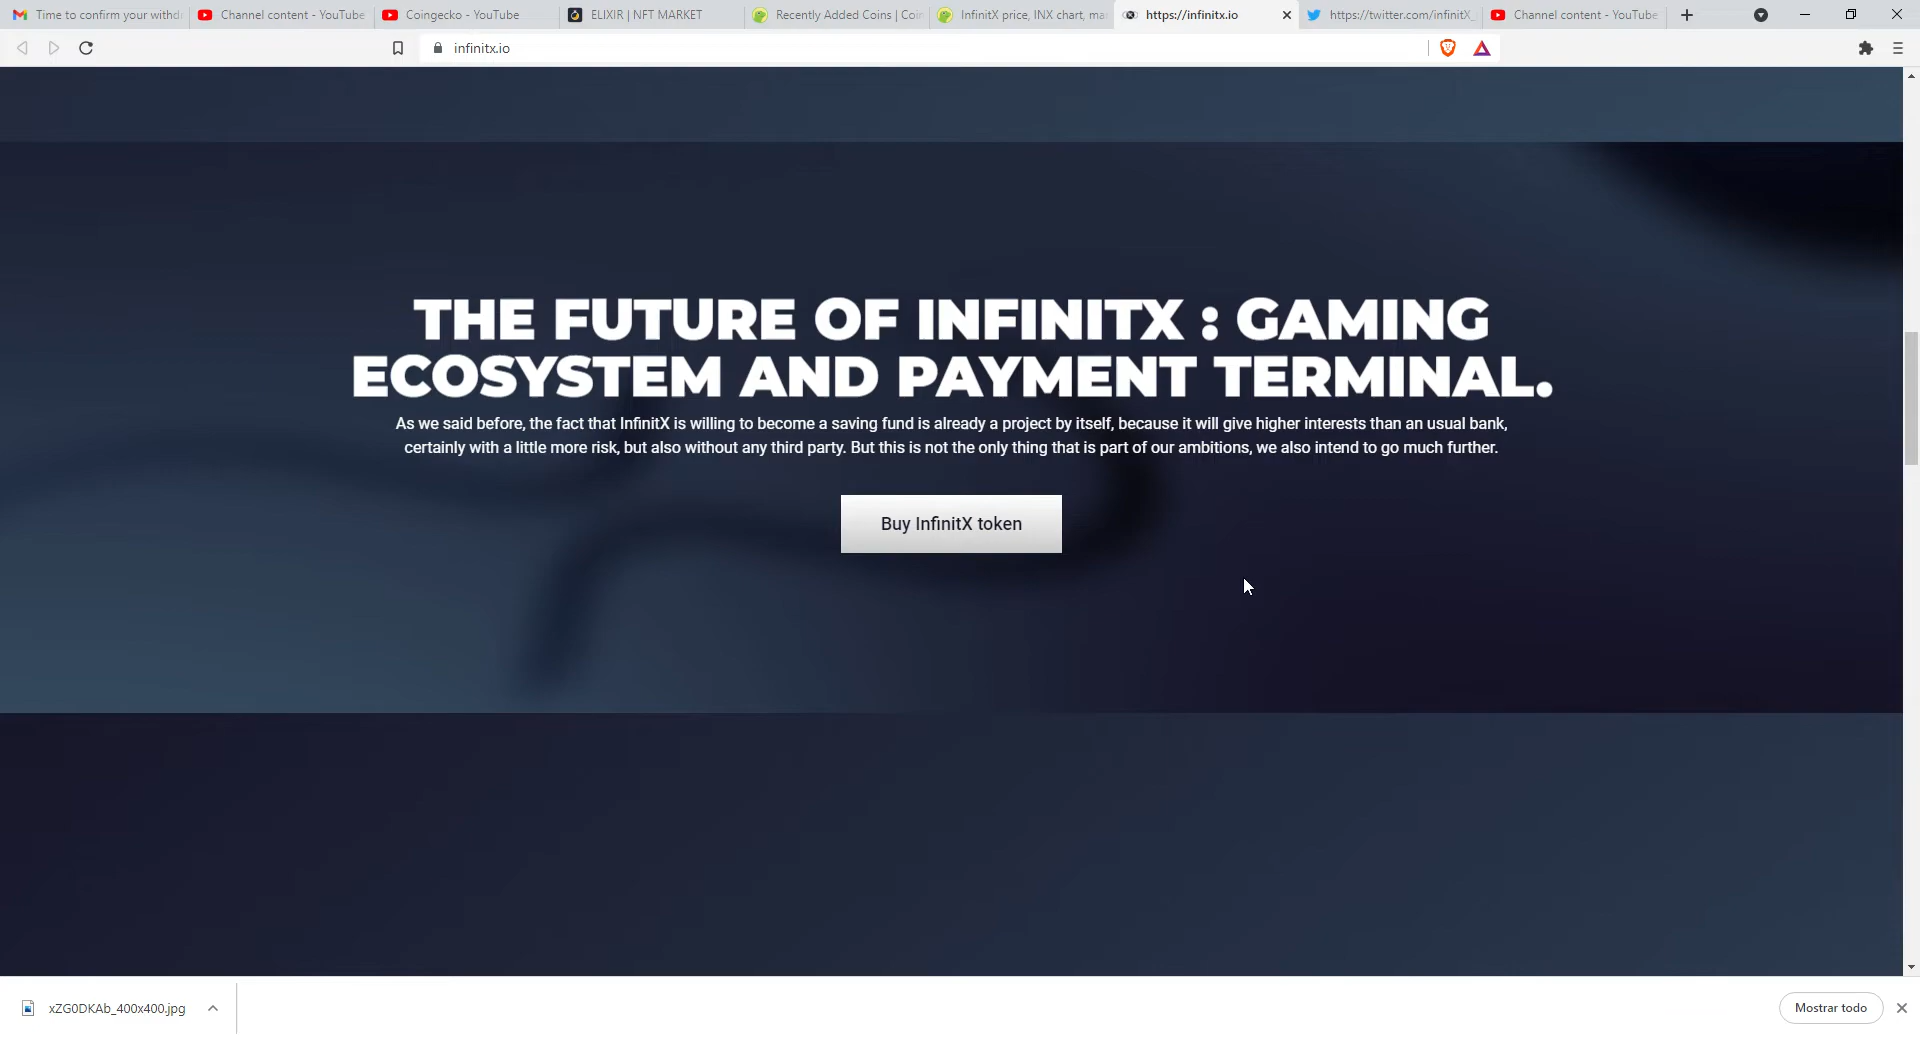 Time to confirm your withdr
Channel content - YouTube
Coingecko - YouTube
ELIXIR | NFT MARKET
Recently Added Coins | Coin
InfinitX price, INX chart, mar
https://infinitx.io
https://twitter.com/infinitX_
Channel content - YouTube
infinitx.io
THE FUTURE OF INFINITX : GAMING
ECOSYSTEM AND PAYMENT TERMINAL.
As we said before, the fact that InfinitX is willing to become a saving fund is already a project by itself, because it will give higher interests than an usual bank,
certainly with a little more risk, but also without any third party. But this is not the only thing that is part of our ambitions, we also intend to go much further.
Buy InfinitX token
xZG0DKAb_400x400.jpg
Mostrar todo